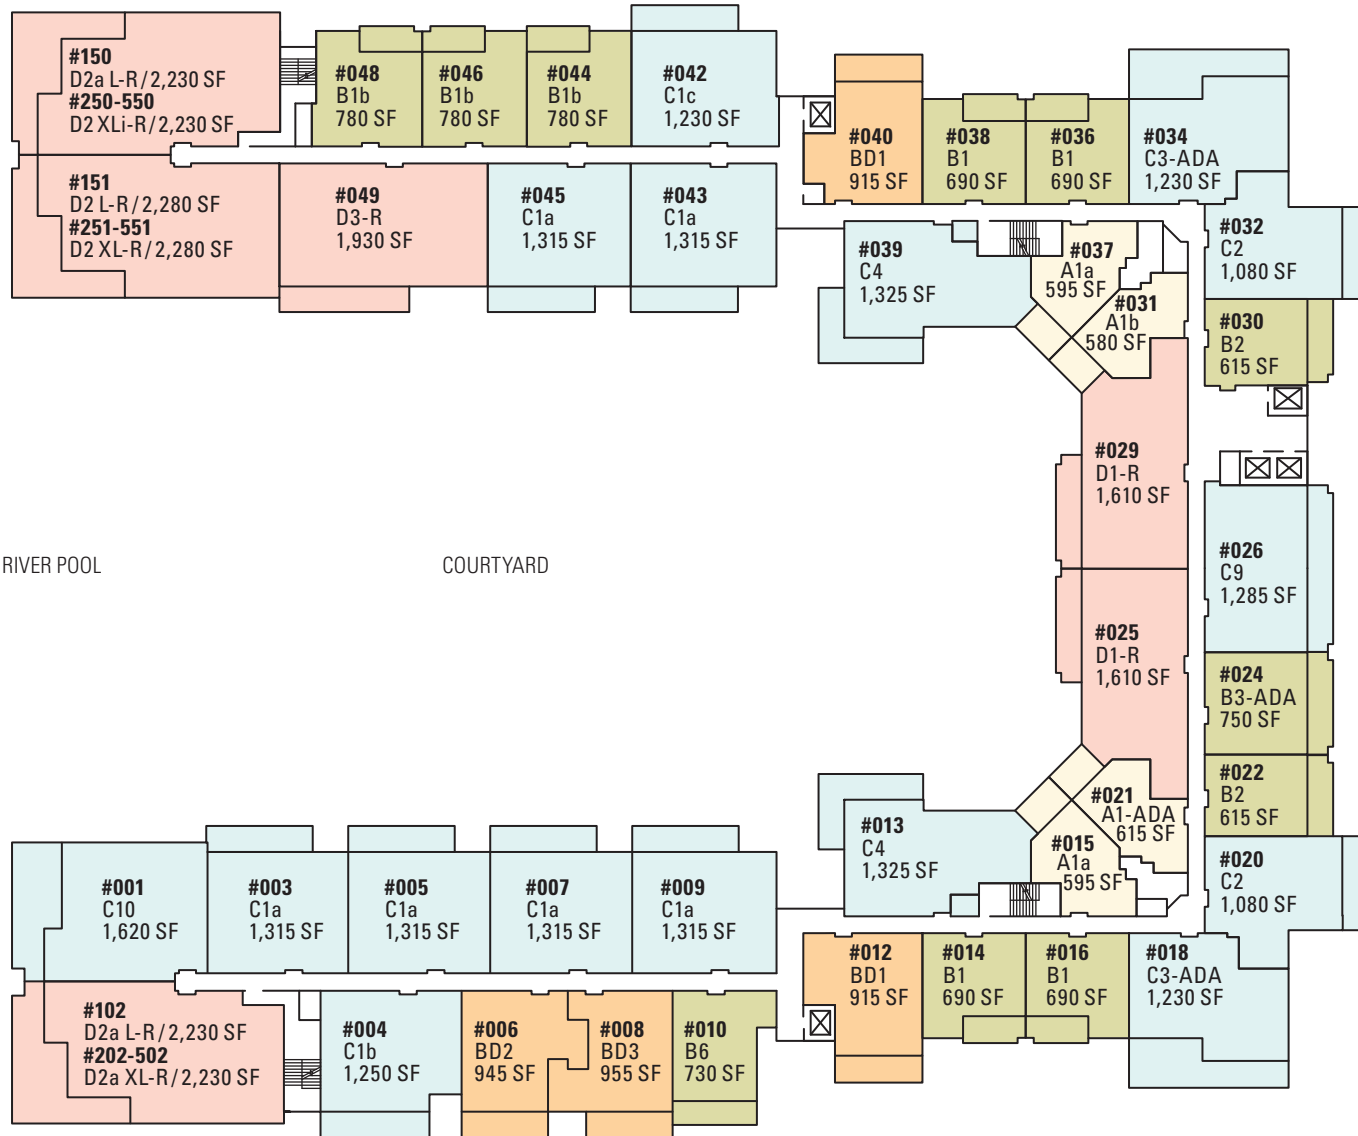 #150
D2a L-R/2,230 SF
#250-550
D2 XLi-R/2,230 SF
#048
B1b
780 SF
#046
B1b
780 SF
#044
B1b
780 SF
#042
C1c
1,230 SF
#040
BD1
915 SF
#038
B1
690 SF
#036
B1
690 SF
#034
C3-ADA
1,230 SF
#151
D2 L-R/2,280 SF
#251-551
D2 XL-R/2,280 SF
#049
D3-R
1,930 SF
#045
C1a
1,315 SF
#043
C1a
1,315 SF
#039
C4
1,325 SF
#037
A1a
595 SF
#031
A1b
580 SF
#032
C2
1,080 SF
#030
B2
615 SF
#029
D1-R
1,610 SF
#026
C9
1,285 SF
RIVER POOL
COURTYARD
#025
D1-R
1,610 SF
#024
B3-ADA
750 SF
#022
B2
615 SF
#021
A1-ADA
615 SF
#015
A1a
595 SF
#013
C4
1,325 SF
#020
C2
1,080 SF
#001
C10
1,620 SF
#003
C1a
1,315 SF
#005
C1a
1,315 SF
#007
C1a
1,315 SF
#009
C1a
1,315 SF
#012
BD1
915 SF
#014
B1
690 SF
#016
B1
690 SF
#018
C3-ADA
1,230 SF
#102
D2a L-R/2,230 SF
#202-502
D2a XL-R/2,230 SF
#004
C1b
1,250 SF
#006
BD2
945 SF
#008
BD3
955 SF
#010
B6
730 SF